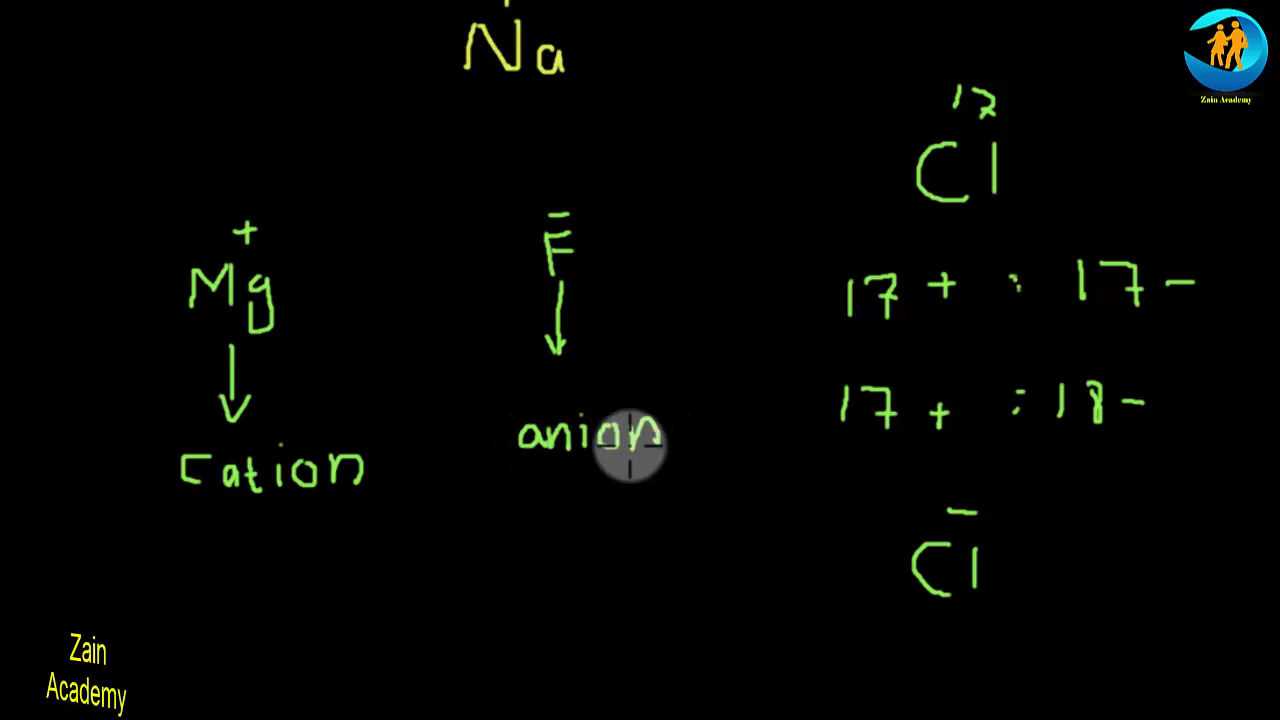 Na
Zain Academy
17
Cl
+
Mg
Cation
–
F
anion
17 + : 17 –
17 + : 18 –
–
Cl
Zain
Academy